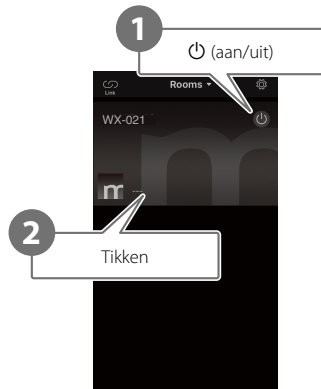 1
⏻ (aan/uit)
Link
Rooms ▾
WX-021
m
2
Tikken